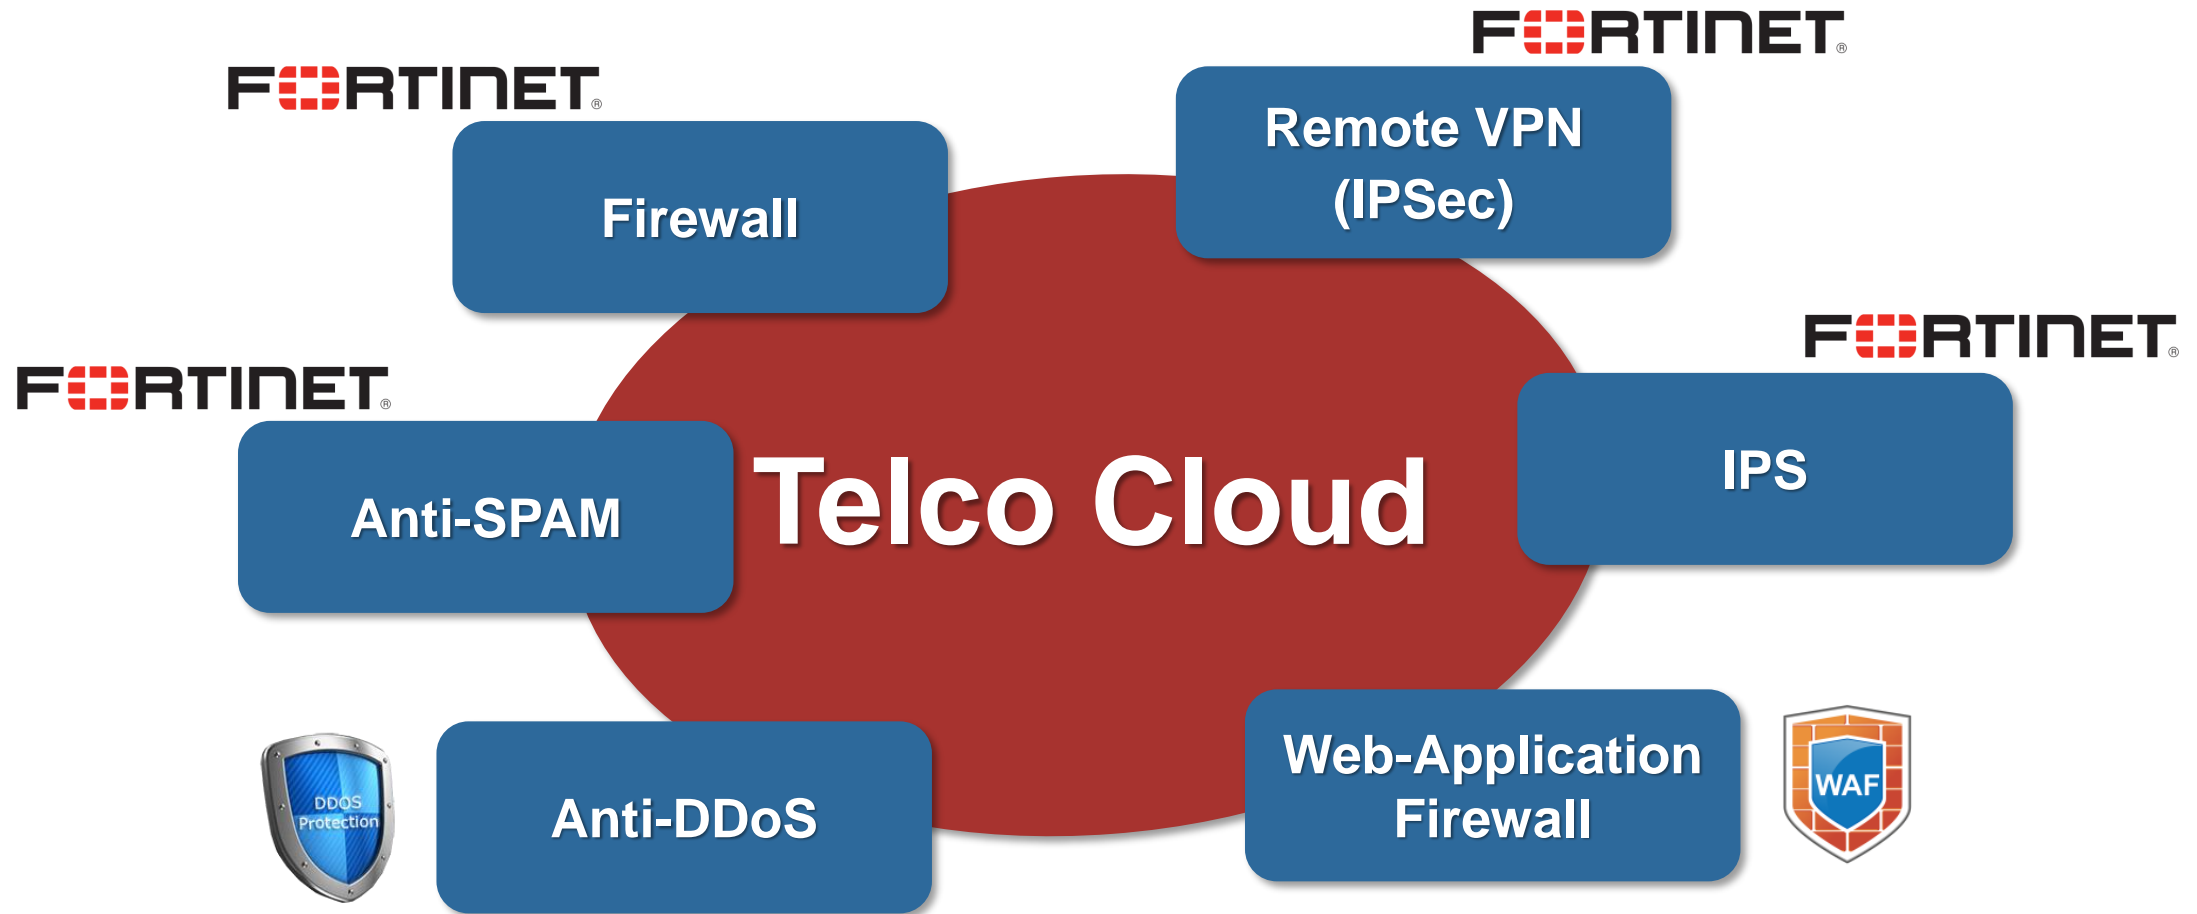 FORTINET®
Remote VPN
(IPSec)
FORTINET®
Firewall
FORTINET®
IPS
FORTINET®
Anti-SPAM
Telco Cloud
DDOS
Protection
Anti-DDoS
Web-Application
Firewall
WAF